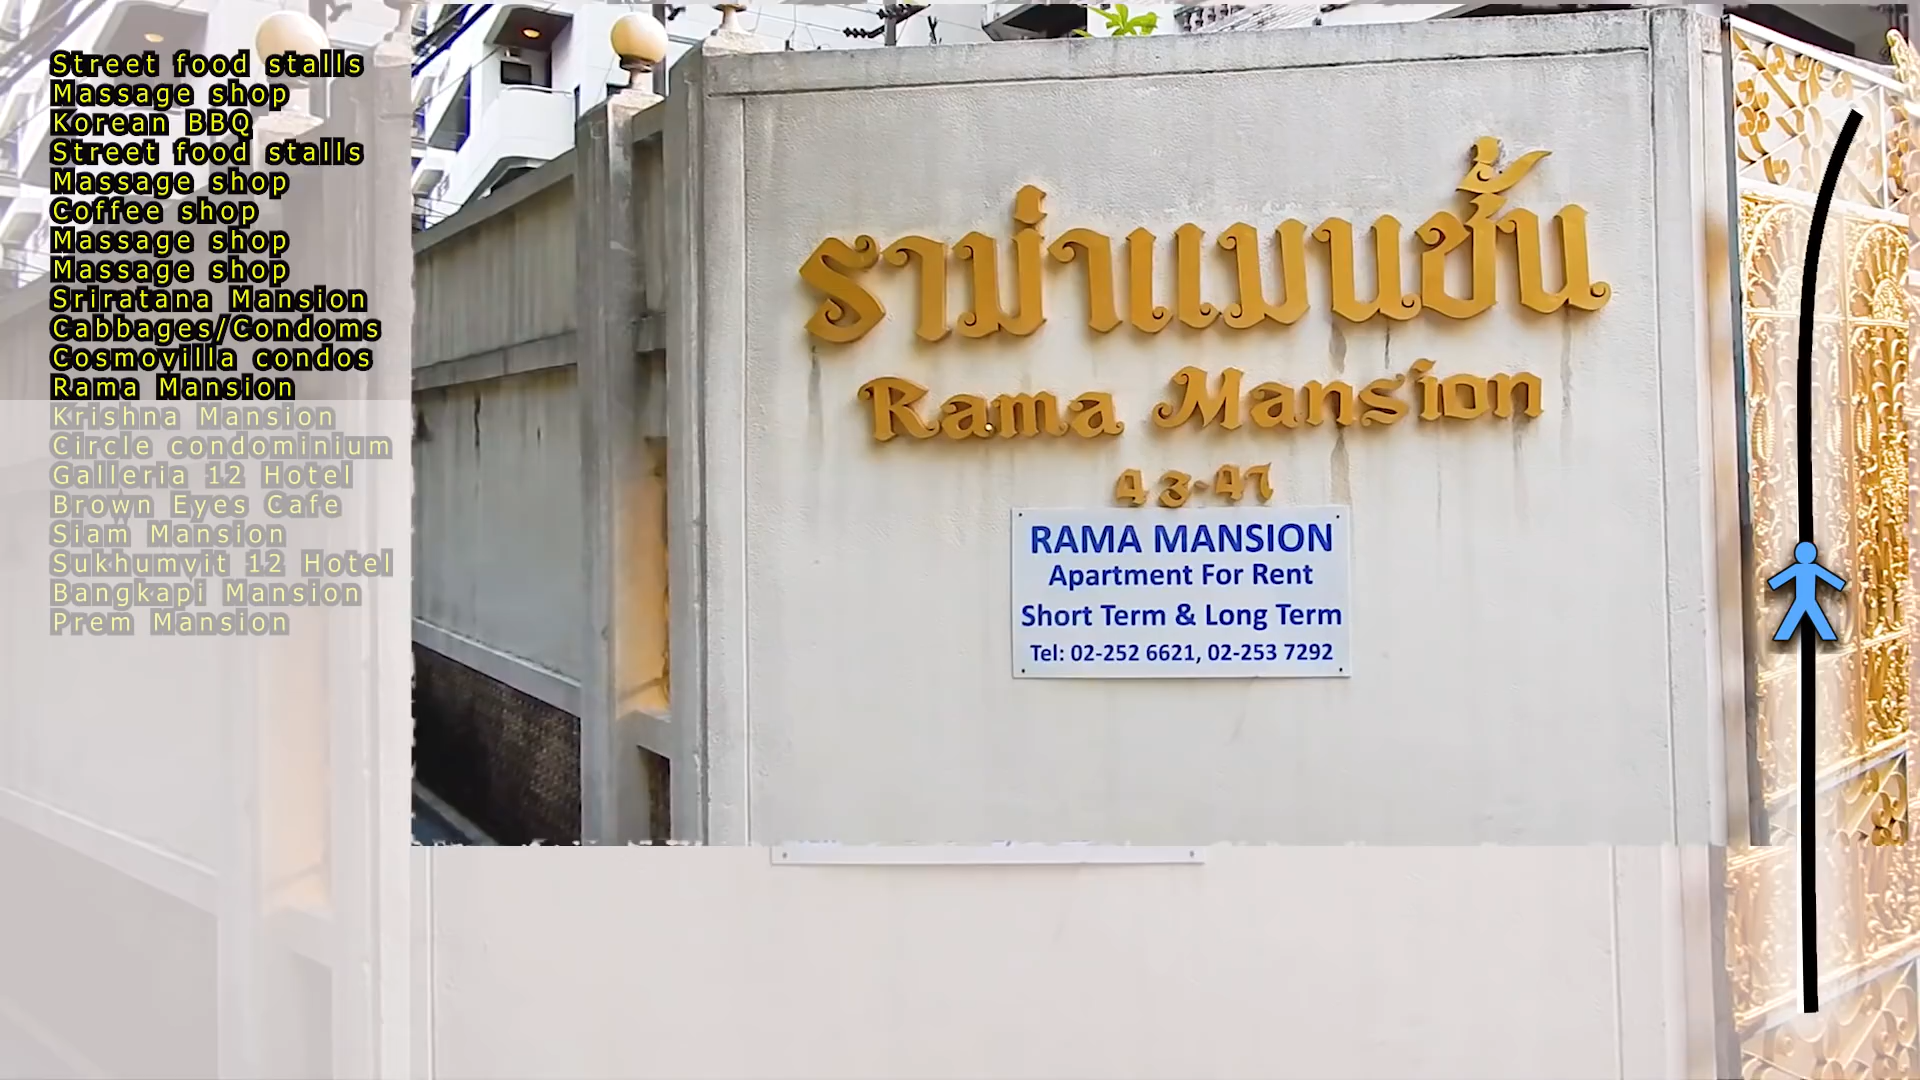 Street food stalls
Massage shop
Korean BBQ
Street food stalls
Massage shop
Coffee shop
Massage shop
Massage shop
Sriratana Mansion
Cabbages/Condoms
Cosmovilla condos
Rama Mansion
Krishna Mansion
Circle condominium
Galleria 12 Hotel
Brown Eyes Cafe
Siam Mansion
Sukhumvit 12 Hotel
Bangkapi Mansion
Prem Mansion
ราม่าแมนชั้น
Rama Mansion
43-47
RAMA MANSION
Apartment For Rent
Short Term & Long Term
Tel: 02-252 6621, 02-253 7292